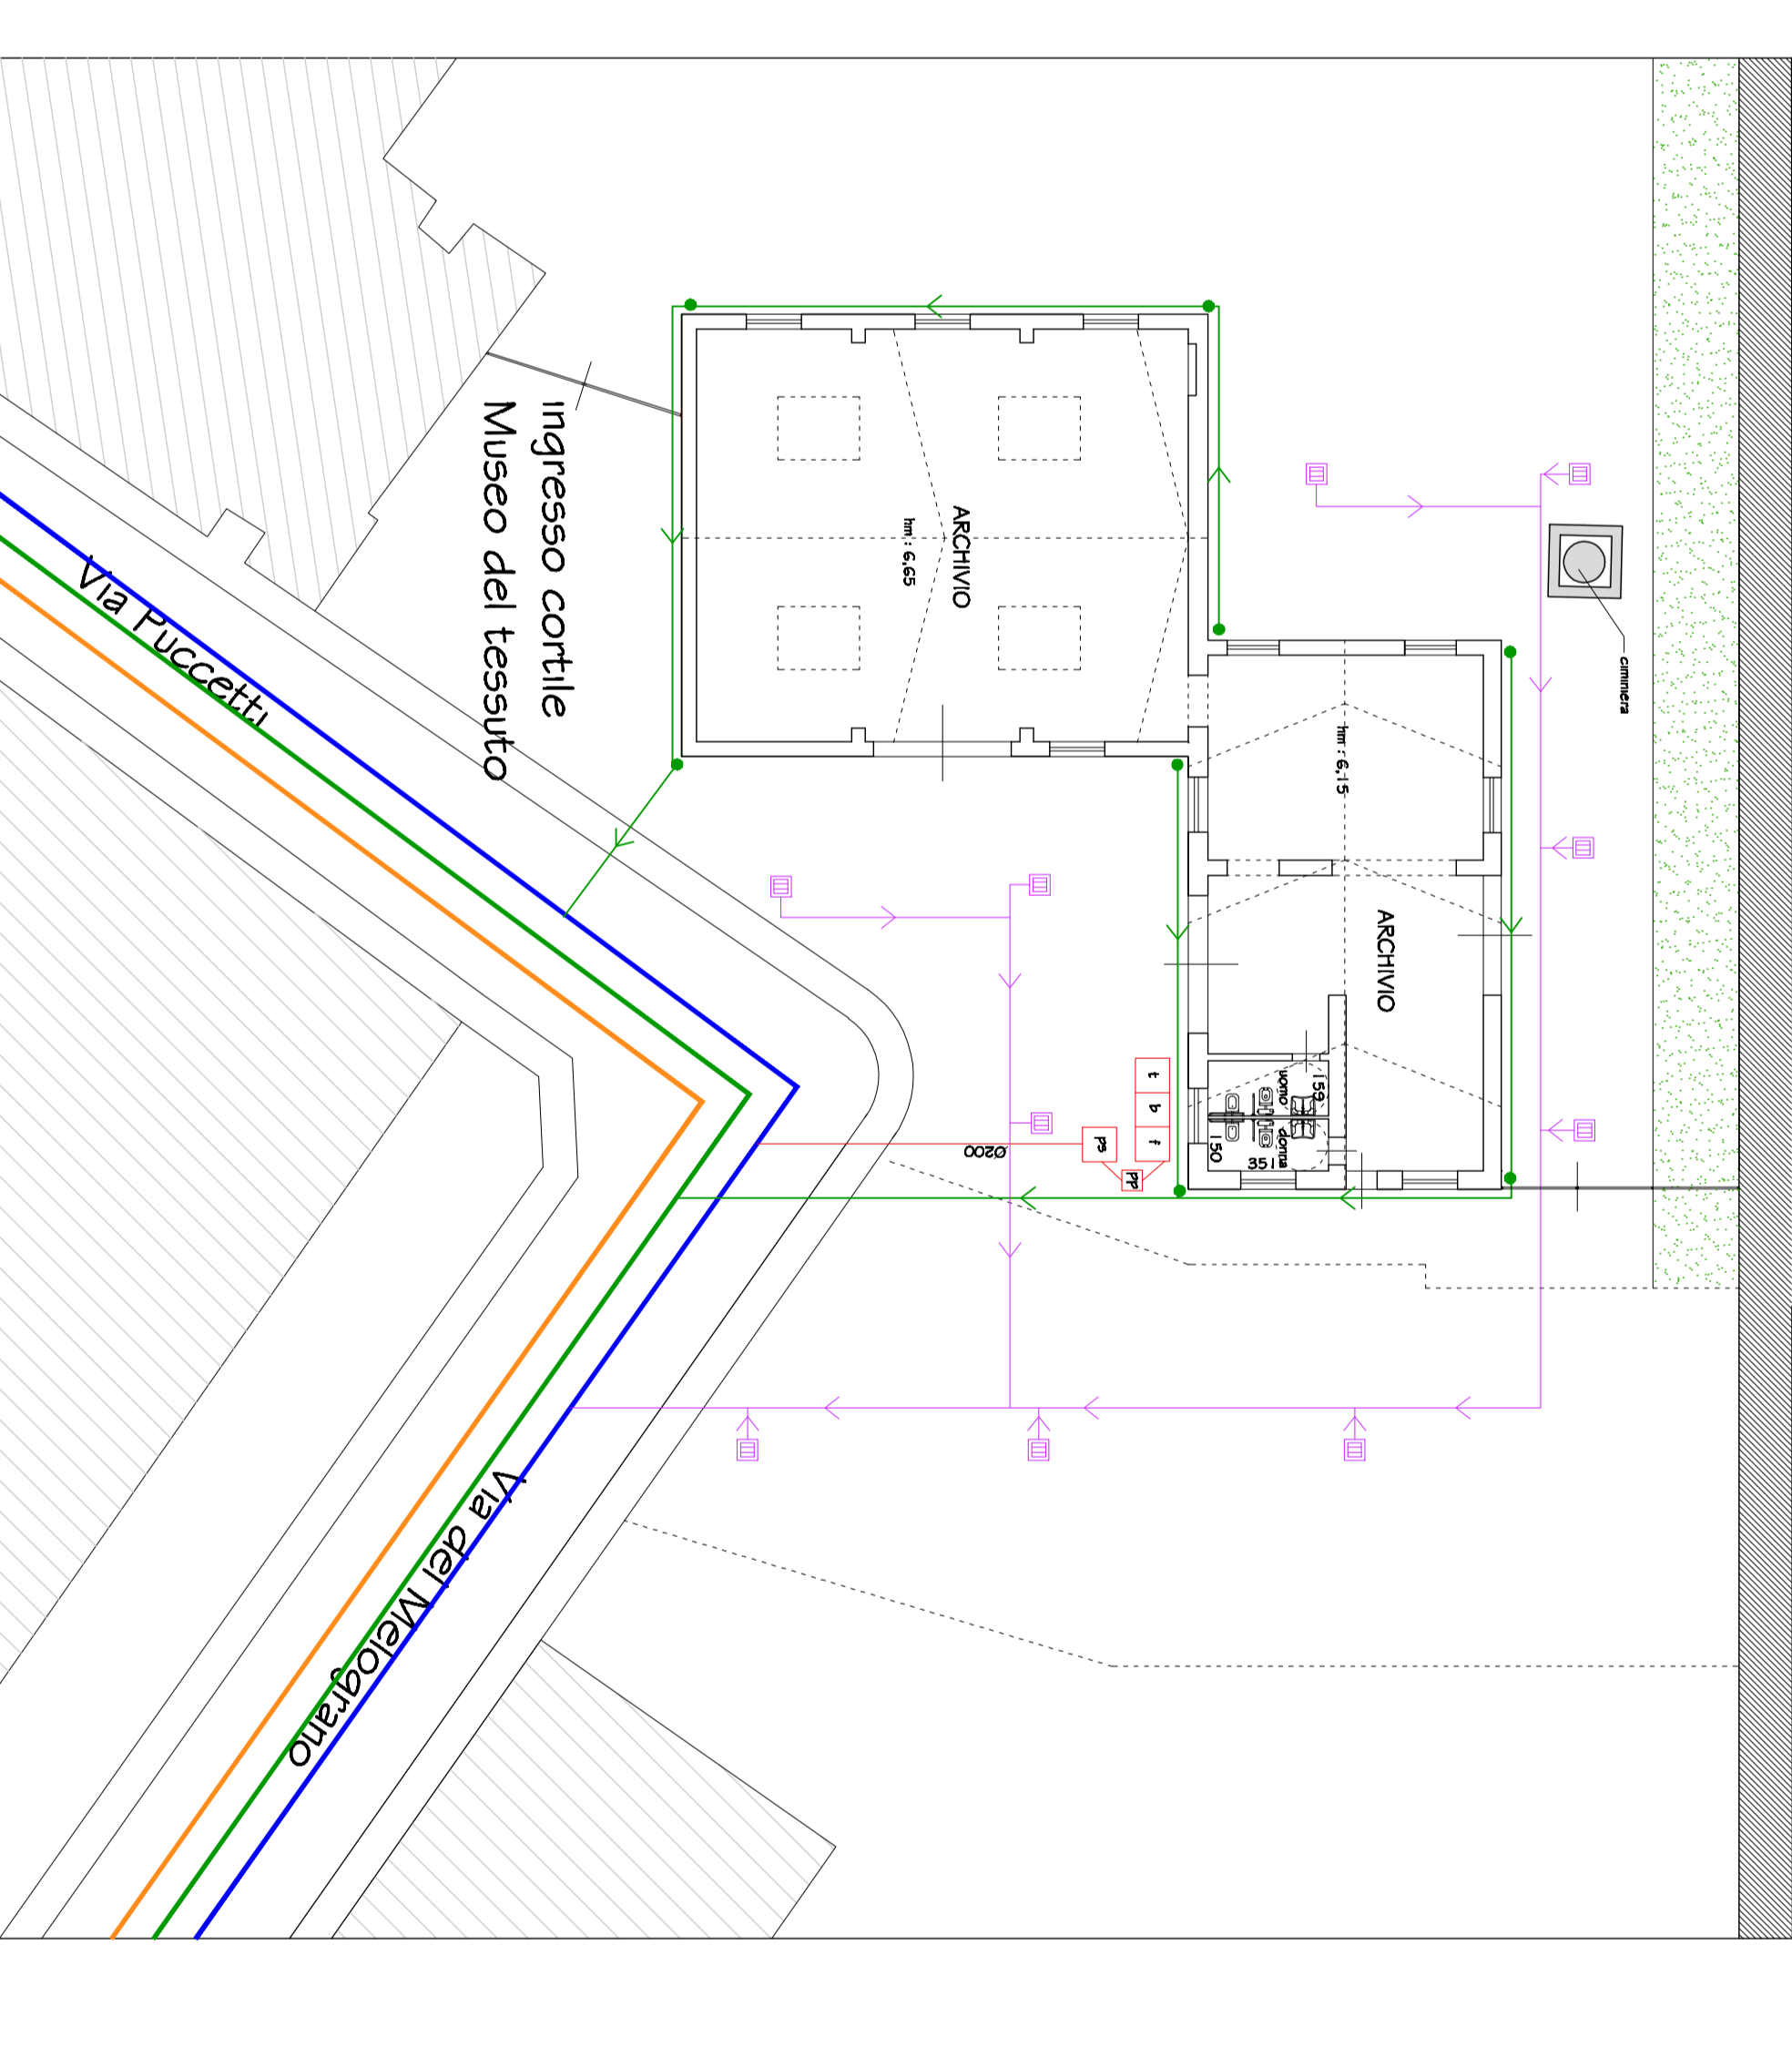 Ingresso cortile
Museo del tessuto
ARCHIVIO
hm : 6,65
hm : 6,15
ARCHIVIO
ciminiera
uomo
159
donna
150
351
t
b
f
ps
pp
Ø200
Via Puccetti
Via del Melograno